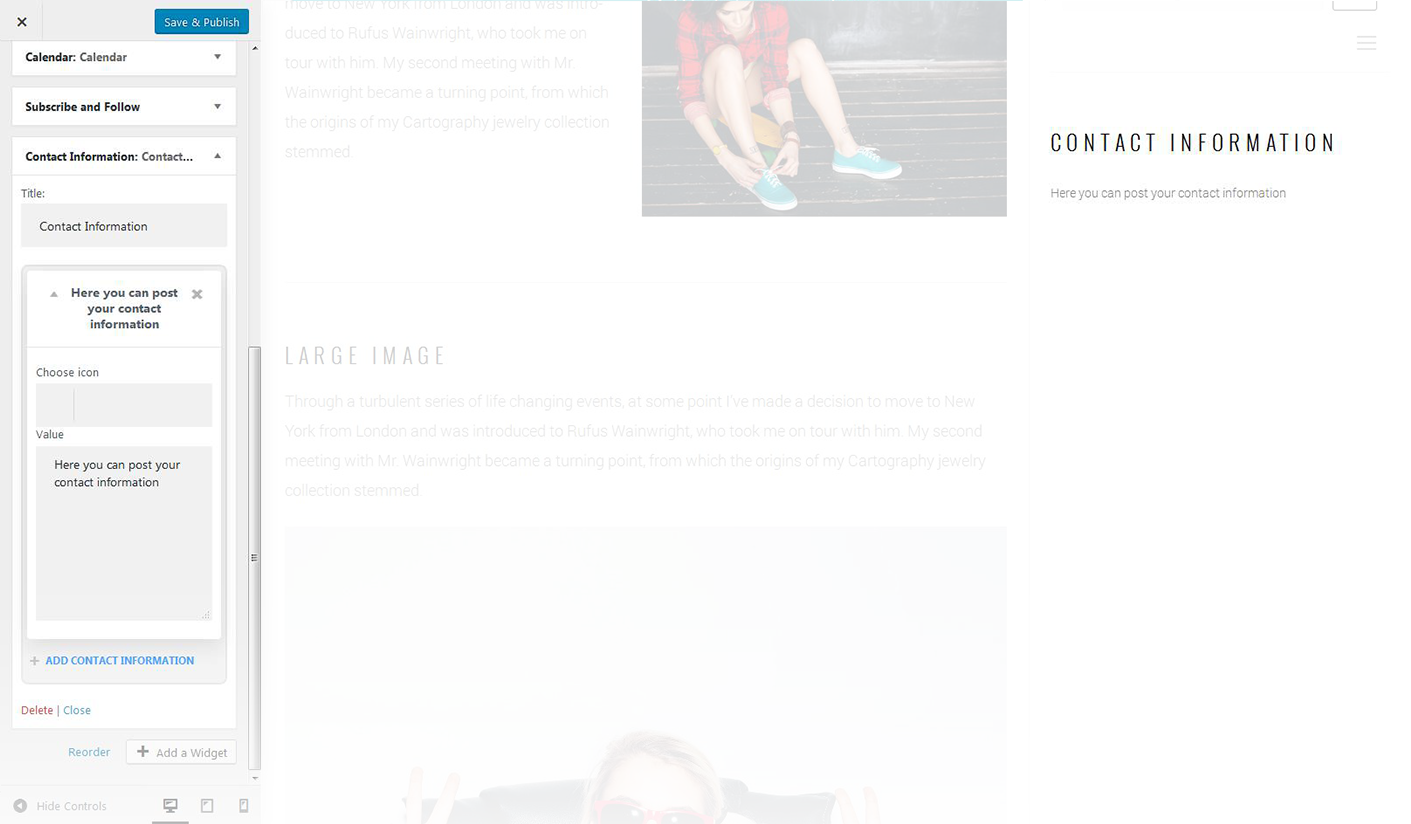 Save & Publish
Calendar: Calendar
Subscribe and Follow
Contact Information: Contact...
Title:
Contact Information
Here you can post
your contact
information
Choose icon
Value
Here you can post your
contact information
ADD CONTACT INFORMATION
Delete | Close
Reorder
Add a Widget
Hide Controls
move to New York from London and was intro-
duced to Rufus Wainwright, who took me on
tour with him. My second meeting with Mr.
Wainwright became a turning point, from which
the origins of my Cartography jewelry collection
stemmed.
LARGE IMAGE
Through a turbulent series of life changing events, at some point I've made a decision to move to New
York from London and was introduced to Rufus Wainwright, who took me on tour with him. My second
meeting with Mr. Wainwright became a turning point, from which the origins of my Cartography jewelry
collection stemmed.
CONTACT INFORMATION
Here you can post your contact information